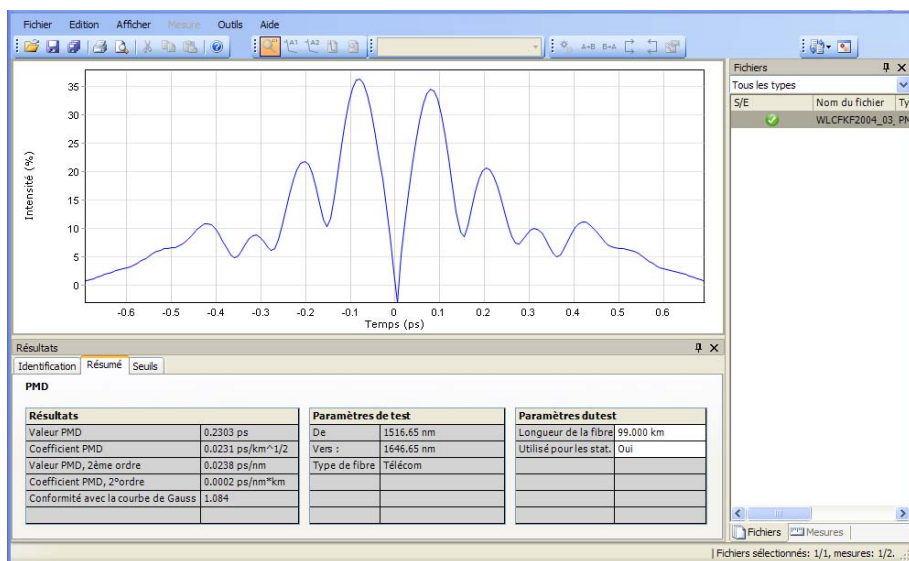 Fichier Edition Afficher Mesure Outils Aide
A1 A2 A→B B→A
Fichiers
Tous les types
S/E Nom du fichier Ty
WLCFKF2004_03, PM
Intensité (%)
35
30
25
20
15
10
5
0
-0.6 -0.5 -0.4 -0.3 -0.2 -0.1 0 0.1 0.2 0.3 0.4 0.5 0.6
Temps (ps)
Résultats
Identification Résumé Seuils
PMD
Résultats
Valeur PMD 0.2303 ps
Coefficient PMD 0.0231 ps/km^1/2
Valeur PMD, 2ème ordre 0.0238 ps/nm
Coefficient PMD, 2°ordre 0.0002 ps/nm*km
Conformité avec la courbe de Gauss 1.084
Paramètres de test
De 1516.65 nm
Vers : 1646.65 nm
Type de fibre Télécom
Paramètres du test
Longueur de la fibre 99.000 km
Utilisé pour les stat. Oui
Fichiers Mesures
Fichiers sélectionnés: 1/1, mesures: 1/2.